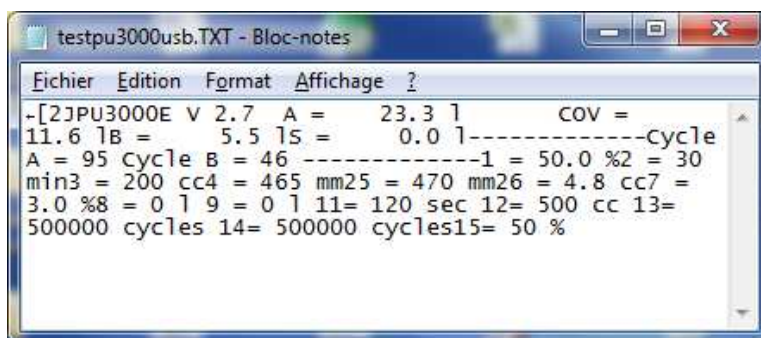 testpu3000usb.TXT - Bloc-notes
Fichier Edition Format Affichage ?
←[2JPU3000E V 2.7 A = 23.3 l COV =
11.6 lB = 5.5 lS = 0.0 l-------------Cycle
A = 95 Cycle B = 46 -------------1 = 50.0 %2 = 30
min3 = 200 cc4 = 465 mm25 = 470 mm26 = 4.8 cc7 =
3.0 %8 = 0 l 9 = 0 l 11= 120 sec 12= 500 cc 13=
500000 cycles 14= 500000 cycles15= 50 %